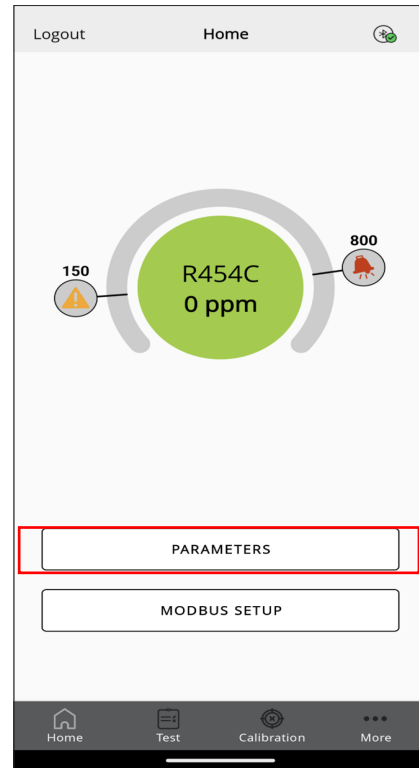 Logout
Home
800
150
R454C
0 ppm
PARAMETERS
MODBUS SETUP
Home
Test
Calibration
More